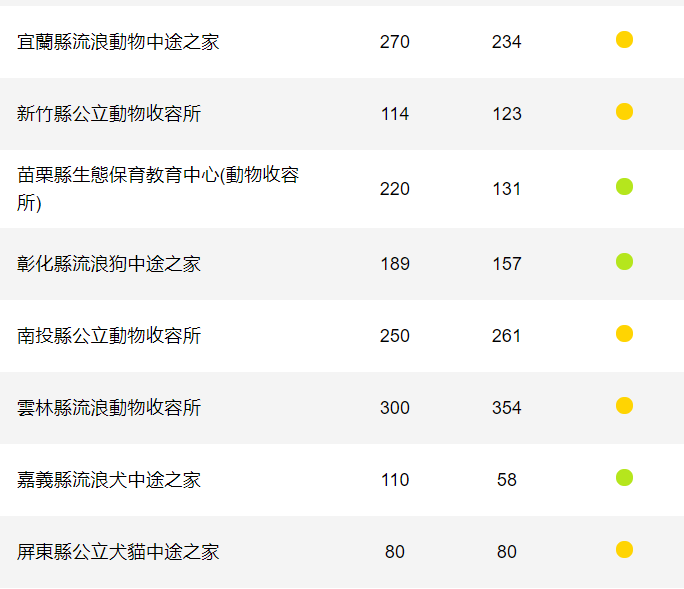 宜蘭縣流浪動物中途之家 270 234
新竹縣公立動物收容所 114 123
苗栗縣生態保育教育中心(動物收容
所) 220 131
彰化縣流浪狗中途之家 189 157
南投縣公立動物收容所 250 261
雲林縣流浪動物收容所 300 354
嘉義縣流浪犬中途之家 110 58
屏東縣公立犬貓中途之家 80 80